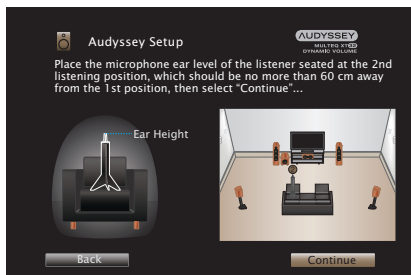 Audyssey Setup
AUDYSSEY
MULTEQ XT32
DYNAMIC VOLUME
Place the microphone ear level of the listener seated at the 2nd
listening position, which should be no more than 60 cm away
from the 1st position, then select “Continue”...
Ear Height
Back
Continue